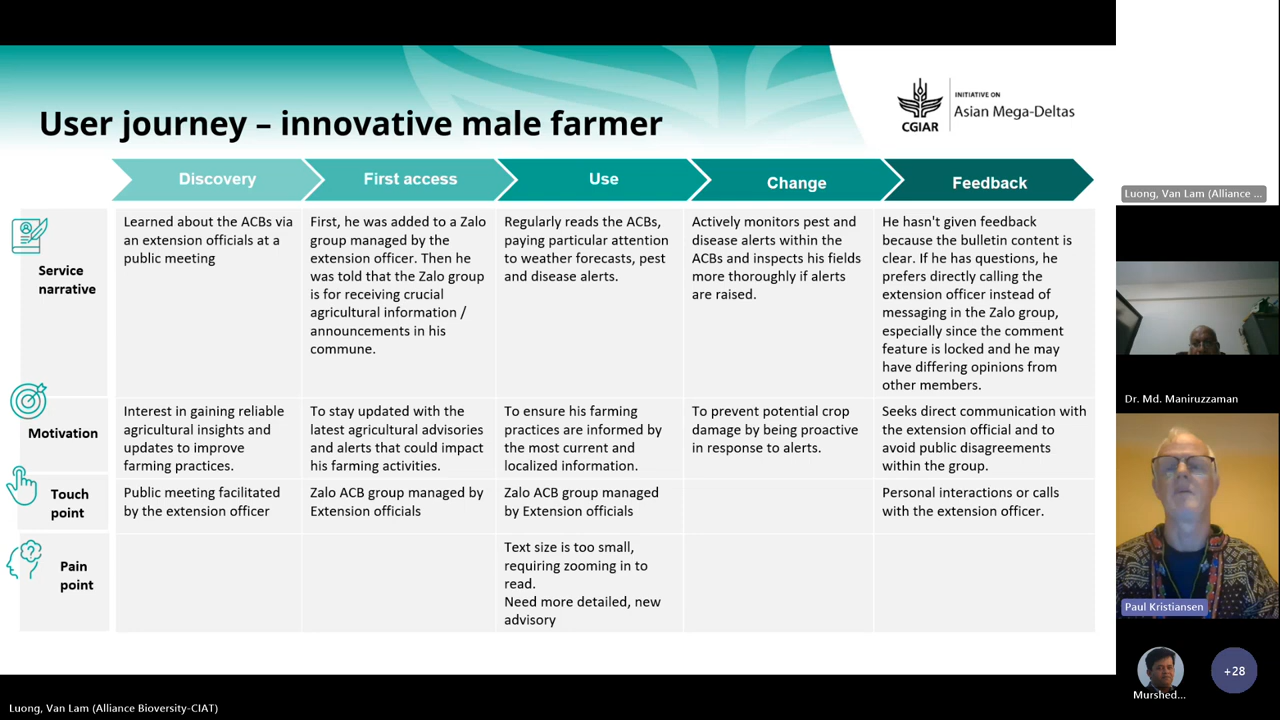 User journey – innovative male farmer
CGIAR
INITIATIVE ON
Asian Mega-Deltas
Discovery
First access
Use
Change
Feedback
Service
narrative
Learned about the ACBs via
an extension officials at a
public meeting
First, he was added to a Zalo
group managed by the
extension officer. Then he
was told that the Zalo group
is for receiving crucial
agricultural information /
announcements in his
commune.
Regularly reads the ACBs,
paying particular attention
to weather forecasts, pest
and disease alerts.
Actively monitors pest and
disease alerts within the
ACBs and inspects his fields
more thoroughly if alerts
are raised.
He hasn't given feedback
because the bulletin content is
clear. If he has questions, he
prefers directly calling the
extension officer instead of
messaging in the Zalo group,
especially since the comment
feature is locked and he may
have differing opinions from
other members.
Motivation
Interest in gaining reliable
agricultural insights and
updates to improve
farming practices.
To stay updated with the
latest agricultural advisories
and alerts that could impact
his farming activities.
To ensure his farming
practices are informed by
the most current and
localized information.
To prevent potential crop
damage by being proactive
in response to alerts.
Seeks direct communication with
the extension official and to
avoid public disagreements
within the group.
Touch
point
Public meeting facilitated
by the extension officer
Zalo ACB group managed by
Extension officials
Zalo ACB group managed
by Extension officials
Personal interactions or calls
with the extension officer.
Pain
point
Text size is too small,
requiring zooming in to
read.
Need more detailed, new
advisory
Luong, Van Lam (Alliance ...
Dr. Md. Maniruzzaman
Paul Kristiansen
Murshed...
+28
Luong, Van Lam (Alliance Bioversity-CIAT)